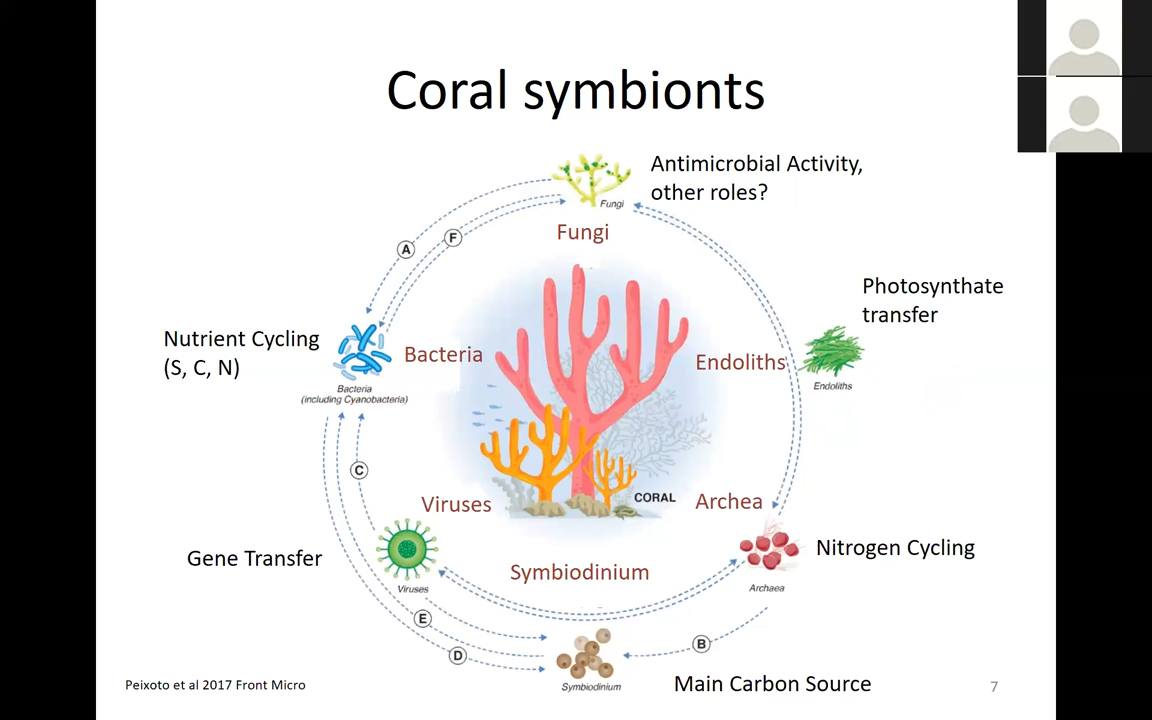 Coral symbionts
Antimicrobial Activity,
other roles?
Fungi
Fungi
A
F
Photosynthate
transfer
Nutrient Cycling
(S, C, N)
Bacteria
Endoliths
Bacteria
(including Cyanobacteria)
Endoliths
C
Viruses
CORAL
Archea
Gene Transfer
Viruses
Symbiodinium
Nitrogen Cycling
Archaea
E
D
B
Symbiodinium
Main Carbon Source
Peixoto et al 2017 Front Micro
7